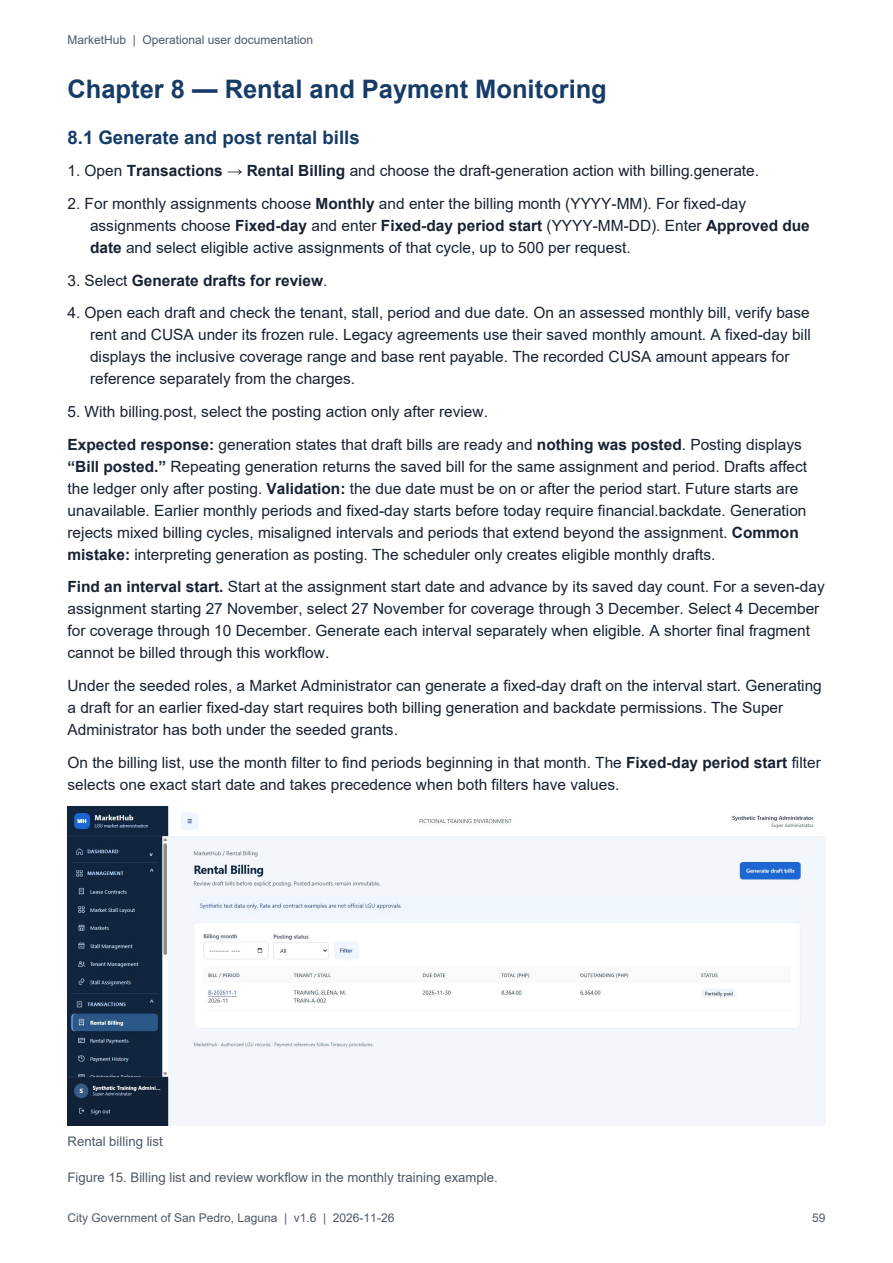 MarketHub | Operational user documentation
Chapter 8 — Rental and Payment Monitoring
8.1 Generate and post rental bills
1. Open Transactions → Rental Billing and choose the draft-generation action with billing.generate.
2. For monthly assignments choose Monthly and enter the billing month (YYYY-MM). For fixed-day
assignments choose Fixed-day and enter Fixed-day period start (YYYY-MM-DD). Enter Approved due
date and select eligible active assignments of that cycle, up to 500 per request.
3. Select Generate drafts for review.
4. Open each draft and check the tenant, stall, period and due date. On an assessed monthly bill, verify base
rent and CUSA under its frozen rule. Legacy agreements use their saved monthly amount. A fixed-day bill
displays the inclusive coverage range and base rent payable. The recorded CUSA amount appears for
reference separately from the charges.
5. With billing.post, select the posting action only after review.
Expected response: generation states that draft bills are ready and nothing was posted. Posting displays
“Bill posted.” Repeating generation returns the saved bill for the same assignment and period. Drafts affect
the ledger only after posting. Validation: the due date must be on or after the period start. Future starts are
unavailable. Earlier monthly periods and fixed-day starts before today require financial.backdate. Generation
rejects mixed billing cycles, misaligned intervals and periods that extend beyond the assignment. Common
mistake: interpreting generation as posting. The scheduler only creates eligible monthly drafts.
Find an interval start. Start at the assignment start date and advance by its saved day count. For a seven-day
assignment starting 27 November, select 27 November for coverage through 3 December. Select 4 December
for coverage through 10 December. Generate each interval separately when eligible. A shorter final fragment
cannot be billed through this workflow.
Under the seeded roles, a Market Administrator can generate a fixed-day draft on the interval start. Generating
a draft for an earlier fixed-day start requires both billing generation and backdate permissions. The Super
Administrator has both under the seeded grants.
On the billing list, use the month filter to find periods beginning in that month. The Fixed-day period start filter
selects one exact start date and takes precedence when both filters have values.
MH MarketHub
LGU market administration
FICTIONAL TRAINING ENVIRONMENT
Synthetic Training Administrator
Super Administrator
DASHBOARD
MANAGEMENT
Lease Contracts
Market Stall Layout
Markets
Stall Management
Tenant Management
Stall Assignments
TRANSACTIONS
Rental Billing
Rental Payments
Payment History
S Synthetic Training Admini...
Super Administrator
Sign out
MarketHub / Rental Billing
Rental Billing
Review draft bills before explicit posting. Posted amounts remain immutable.
Generate draft bills
Synthetic test data only. Rate and contract examples are not official LGU approvals.
Billing month Posting status
--------- ---- All Filter
BILL / PERIOD TENANT / STALL DUE DATE TOTAL (PHP) OUTSTANDING (PHP) STATUS
B-202611-1 TRAINING, ELENA, M. 2026-11-30 8,364.00 6,364.00 Partially paid
2026-11 TRAIN-A-002
MarketHub · Authorized LGU records · Payment references follow Treasury procedures.
Rental billing list
Figure 15. Billing list and review workflow in the monthly training example.
City Government of San Pedro, Laguna | v1.6 | 2026-11-26 59